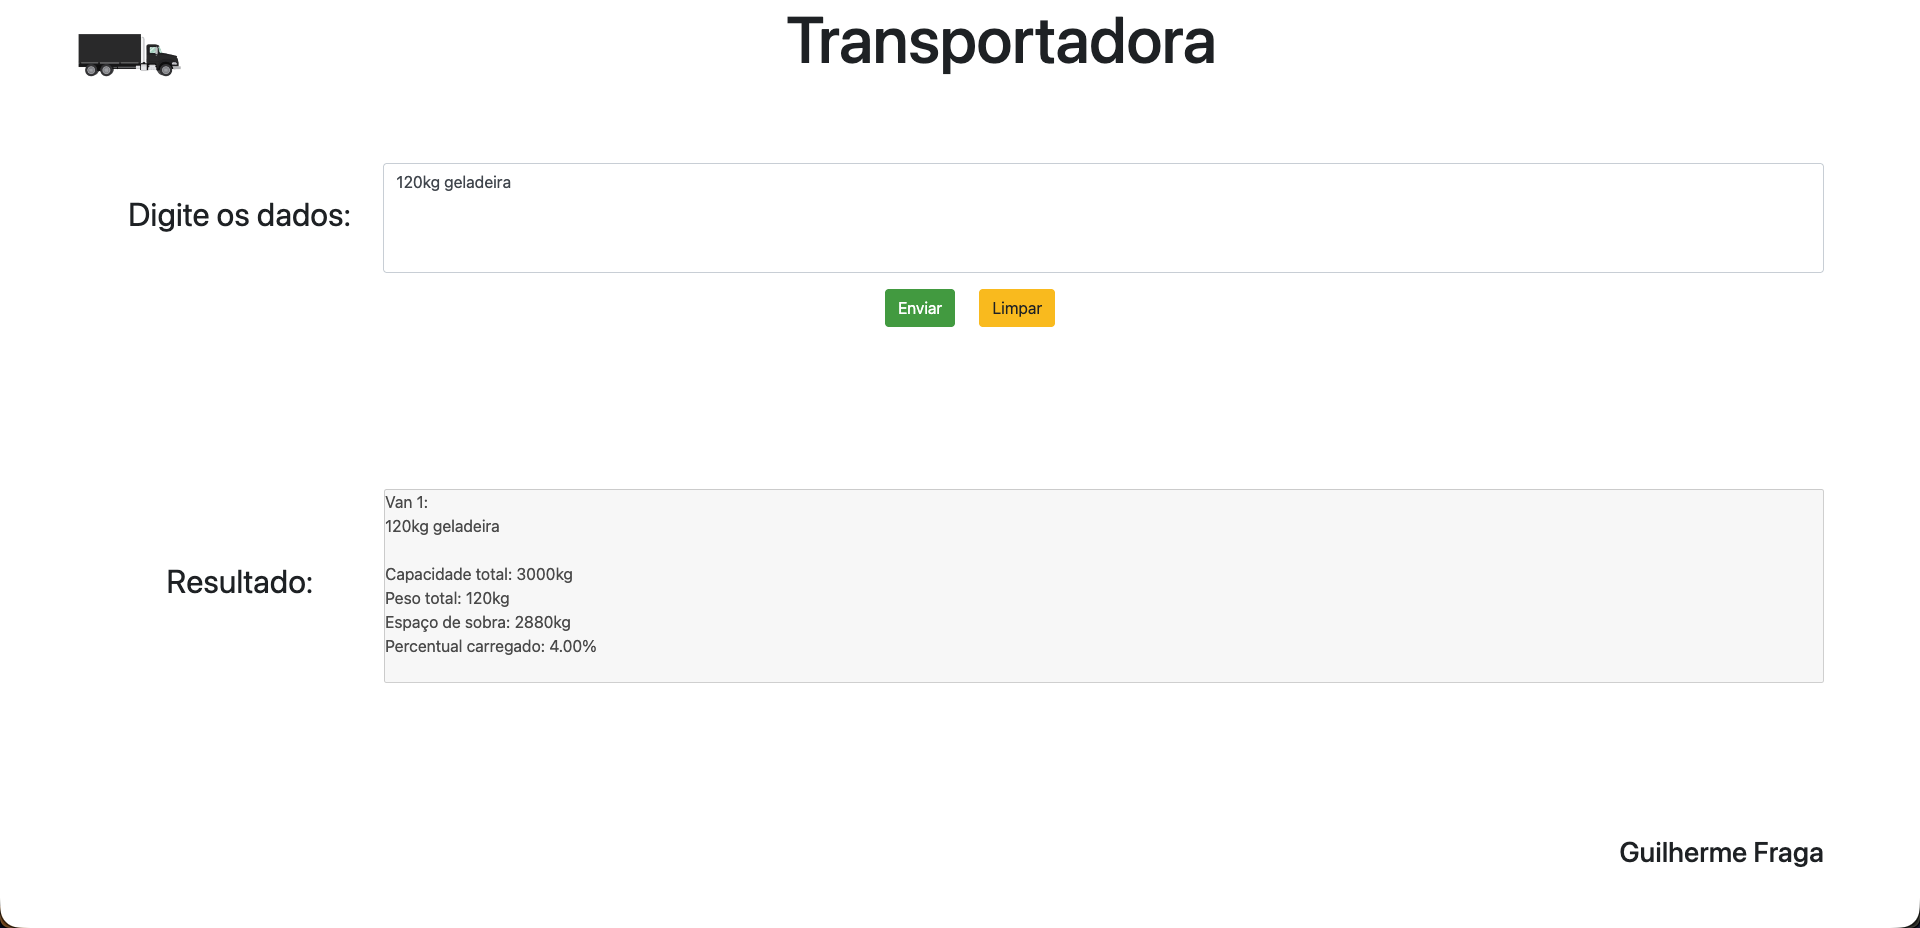 Transportadora
Digite os dados:
120kg geladeira
Enviar
Limpar
Resultado:
Van 1:
120kg geladeira
Capacidade total: 3000kg
Peso total: 120kg
Espaço de sobra: 2880kg
Percentual carregado: 4.00%
Guilherme Fraga